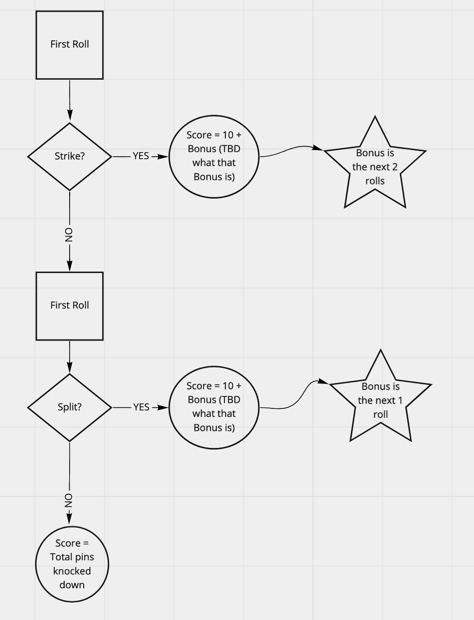 First Roll
Strike?
YES
Score = 10 +
Bonus (TBD
what that
Bonus is)
Bonus is
the next 2
rolls
NO
First Roll
Split?
YES
Score = 10 +
Bonus (TBD
what that
Bonus is)
Bonus is
the next 1
roll
NO
Score =
Total pins
knocked
down